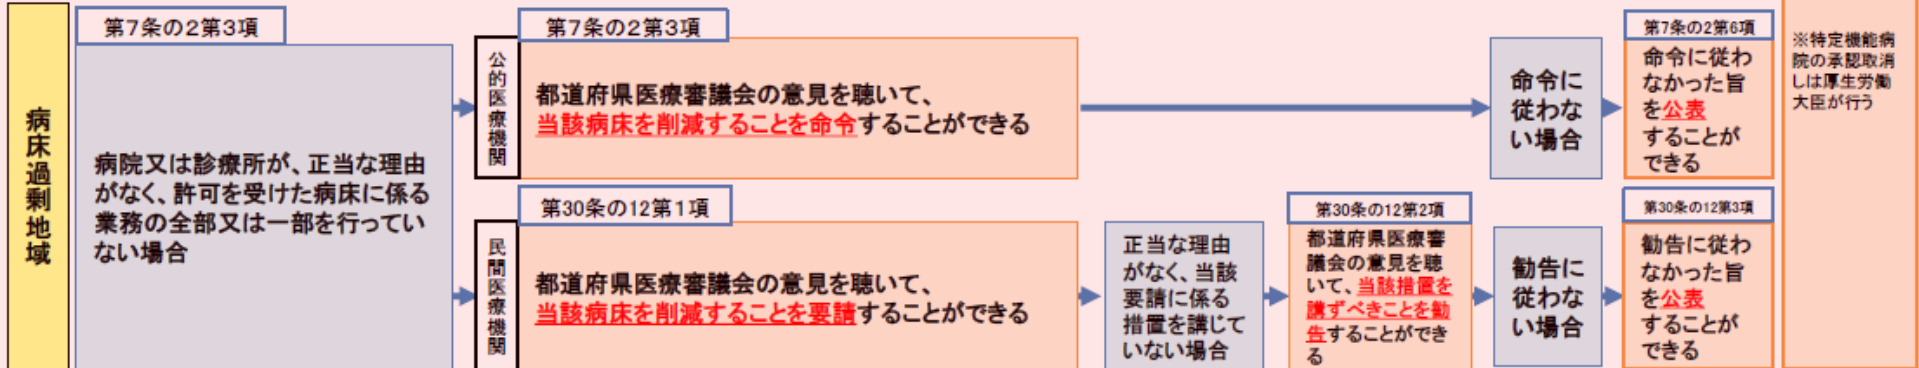 病床過剰地域
第7条の2第3項
病院又は診療所が、正当な理由
がなく、許可を受けた病床に係る
業務の全部又は一部を行ってい
ない場合
公的医療機関
第7条の2第3項
都道府県医療審議会の意見を聴いて、
当該病床を削減することを命令することができる
命令に
従わな
い場合
第7条の2第6項
命令に従わ
なかった旨
を公表
することが
できる
民間医療機関
第30条の12第1項
都道府県医療審議会の意見を聴いて、
当該病床を削減することを要請することができる
正当な理由
がなく、当該
要請に係る
措置を講じて
いない場合
第30条の12第2項
都道府県医療審
議会の意見を聴
いて、当該措置を
講ずべきことを勧
告することができ
る
勧告に
従わな
い場合
第30条の12第3項
勧告に従わ
なかった旨
を公表
することが
できる
※特定機能病
院の承認取消
しは厚生労働
大臣が行う